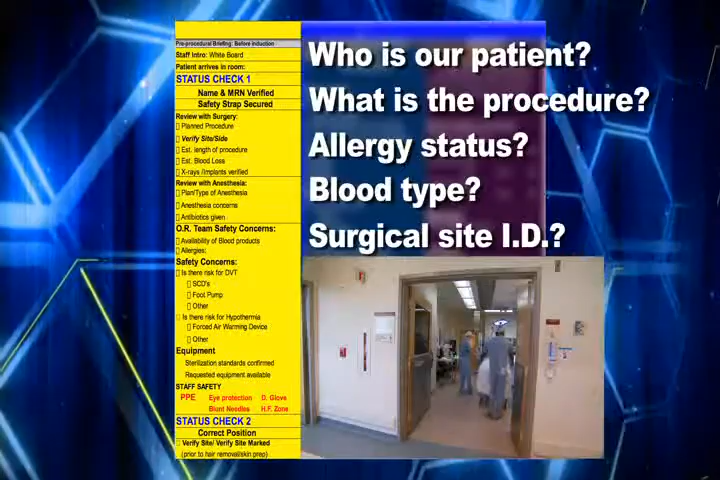 Pre-procedural Briefing: Before induction
Staff Intro: White Board
Patient arrives in room:
STATUS CHECK 1
Name & MRN Verified
Safety Strap Secured
Review with Surgery:
Planned Procedure
Verify Site/Side
Est. length of procedure
Est. Blood Loss
X-rays /Implants verified
Review with Anesthesia:
Plan/Type of Anesthesia
Anesthesia concerns
Antibiotics given
O.R. Team Safety Concerns:
Availability of Blood products
Allergies:
Safety Concerns:
Is there risk for DVT
SCD's
Foot Pump
Other
Is there risk for Hypothermia
Forced Air Warming Device
Other
Equipment
Sterilization standards confirmed
Requested equipment available
STAFF SAFETY
PPE Eye protection D. Glove
Blunt Needles H.F. Zone
STATUS CHECK 2
Correct Position
Verify Site/ Verify Site Marked
(prior to hair removal/skin prep)
Who is our patient?
What is the procedure?
Allergy status?
Blood type?
Surgical site I.D.?